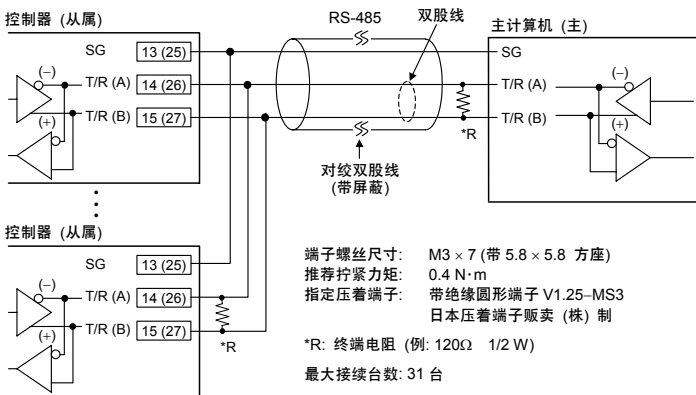 控制器 (从属)
SG 13 (25)
(−) T/R (A) 14 (26)
T/R (B) 15 (27)
(+)
RS-485
双股线
*R
对绞双股线
(带屏蔽)
主计算机 (主)
SG
T/R (A) (−)
T/R (B)
(+)
控制器 (从属)
SG 13 (25)
(−) T/R (A) 14 (26)
T/R (B) 15 (27)
(+)
*R
端子螺丝尺寸: M3 × 7 (带 5.8 × 5.8 方座)
推荐拧紧力矩: 0.4 N·m
指定压着端子: 带绝缘圆形端子 V1.25–MS3
日本压着端子贩卖 (株) 制
*R: 终端电阻 (例: 120Ω 1/2 W)
最大接续台数: 31 台